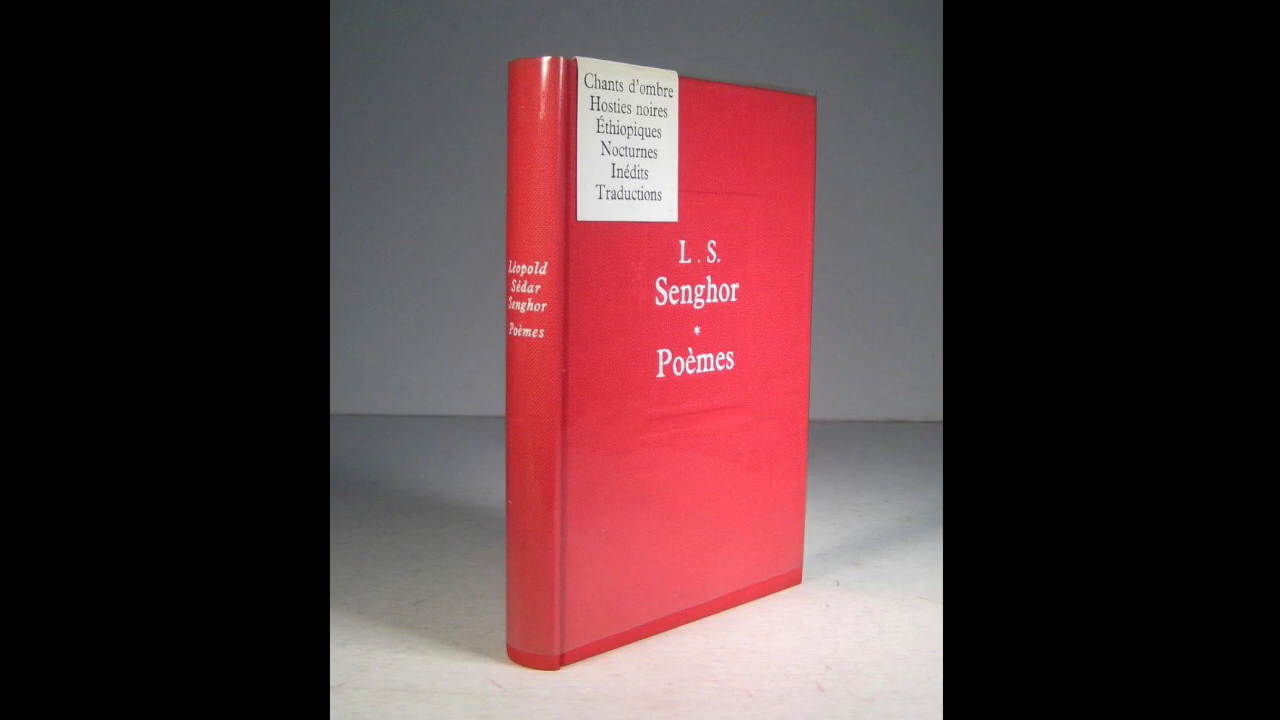 Chants d'ombre
Hosties noires
Éthiopiques
Nocturnes
Inédits
Traductions
L. S.
Senghor
*
Poèmes
Léopold
Sédar
Senghor
Poèmes